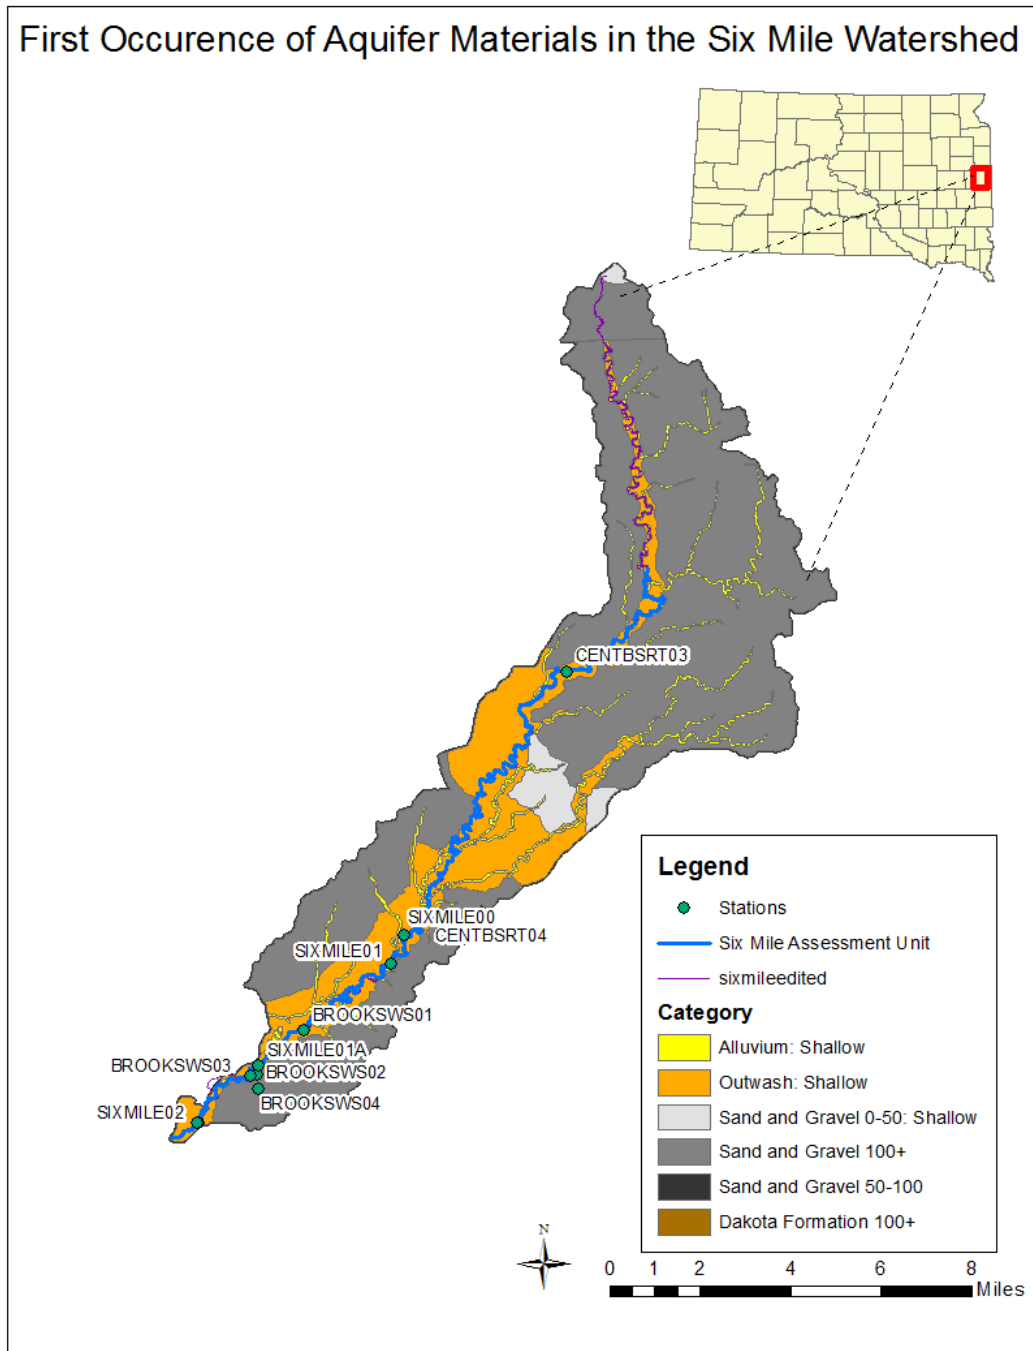 First Occurence of Aquifer Materials in the Six Mile Watershed
CENTBSRT03
SIXMILE00
CENTBSRT04
SIXMILE01
BROOKSWS01
SIXMILE01A
BROOKSWS03
BROOKSWS02
BROOKSWS04
SIXMILE02
Legend
Stations
Six Mile Assessment Unit
sixmileedited
Category
Alluvium: Shallow
Outwash: Shallow
Sand and Gravel 0-50: Shallow
Sand and Gravel 100+
Sand and Gravel 50-100
Dakota Formation 100+
N
0 1 2 4 6 8
Miles